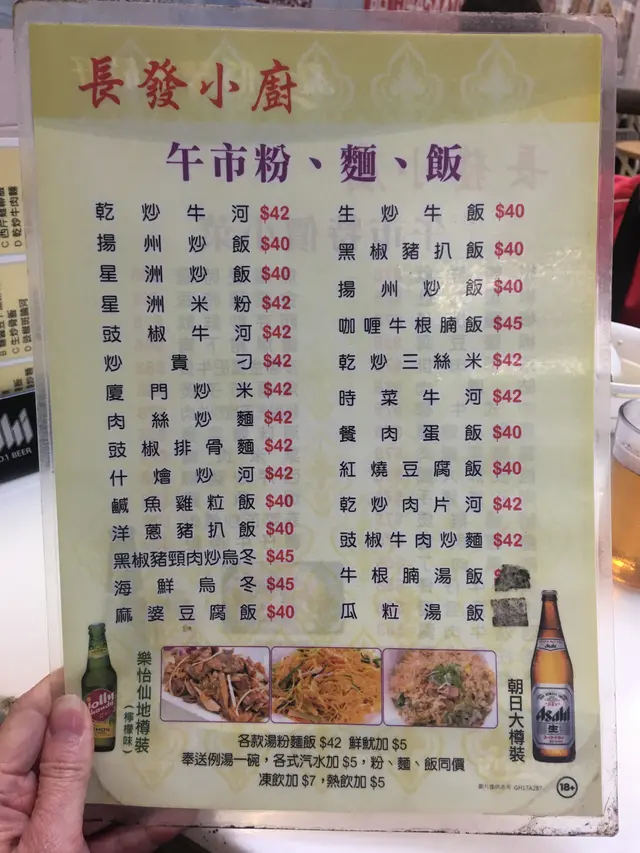 長發小廚
午市粉、麵、飯
乾炒牛河 $42
揚州炒飯 $40
星洲炒飯 $40
星洲米粉 $42
豉椒牛河 $42
炒貴刁 $42
廈門炒米 $42
肉絲炒麵 $42
豉椒排骨麵 $42
什燴炒河 $42
鹹魚雞粒飯 $40
洋蔥豬扒飯 $40
黑椒豬頸肉炒烏冬 $45
海鮮烏冬 $45
麻婆豆腐飯 $40
生炒牛飯 $40
黑椒豬扒飯 $40
揚州炒飯 $40
咖喱牛根腩飯 $45
乾炒三絲米 $42
時菜牛河 $42
餐肉蛋飯 $40
紅燒豆腐飯 $40
乾炒肉片河 $42
豉椒牛肉炒麵 $42
牛根腩湯飯
瓜粒湯飯
樂怡仙地樽裝
(檸檬味)
朝日大樽裝
Jolly
Asahi
生
各款湯粉麵飯 $42 鮮魷加 $5
奉送例湯一碗，各式汽水加 $5，粉、麵、飯同價
凍飲加 $7，熱飲加 $5
18+
O.1 BEER